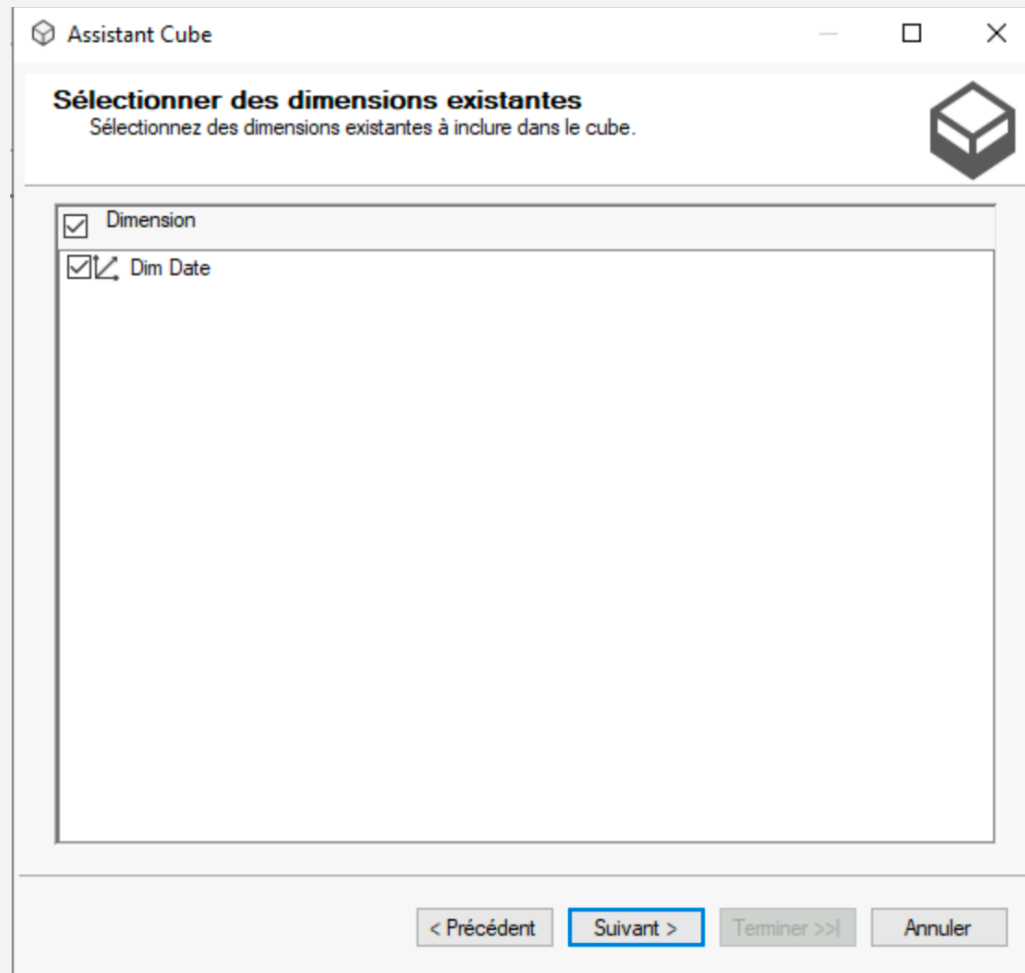 Assistant Cube
Sélectionner des dimensions existantes
Sélectionnez des dimensions existantes à inclure dans le cube.
Dimension
Dim Date
< Précédent
Suivant >
Terminer >>|
Annuler